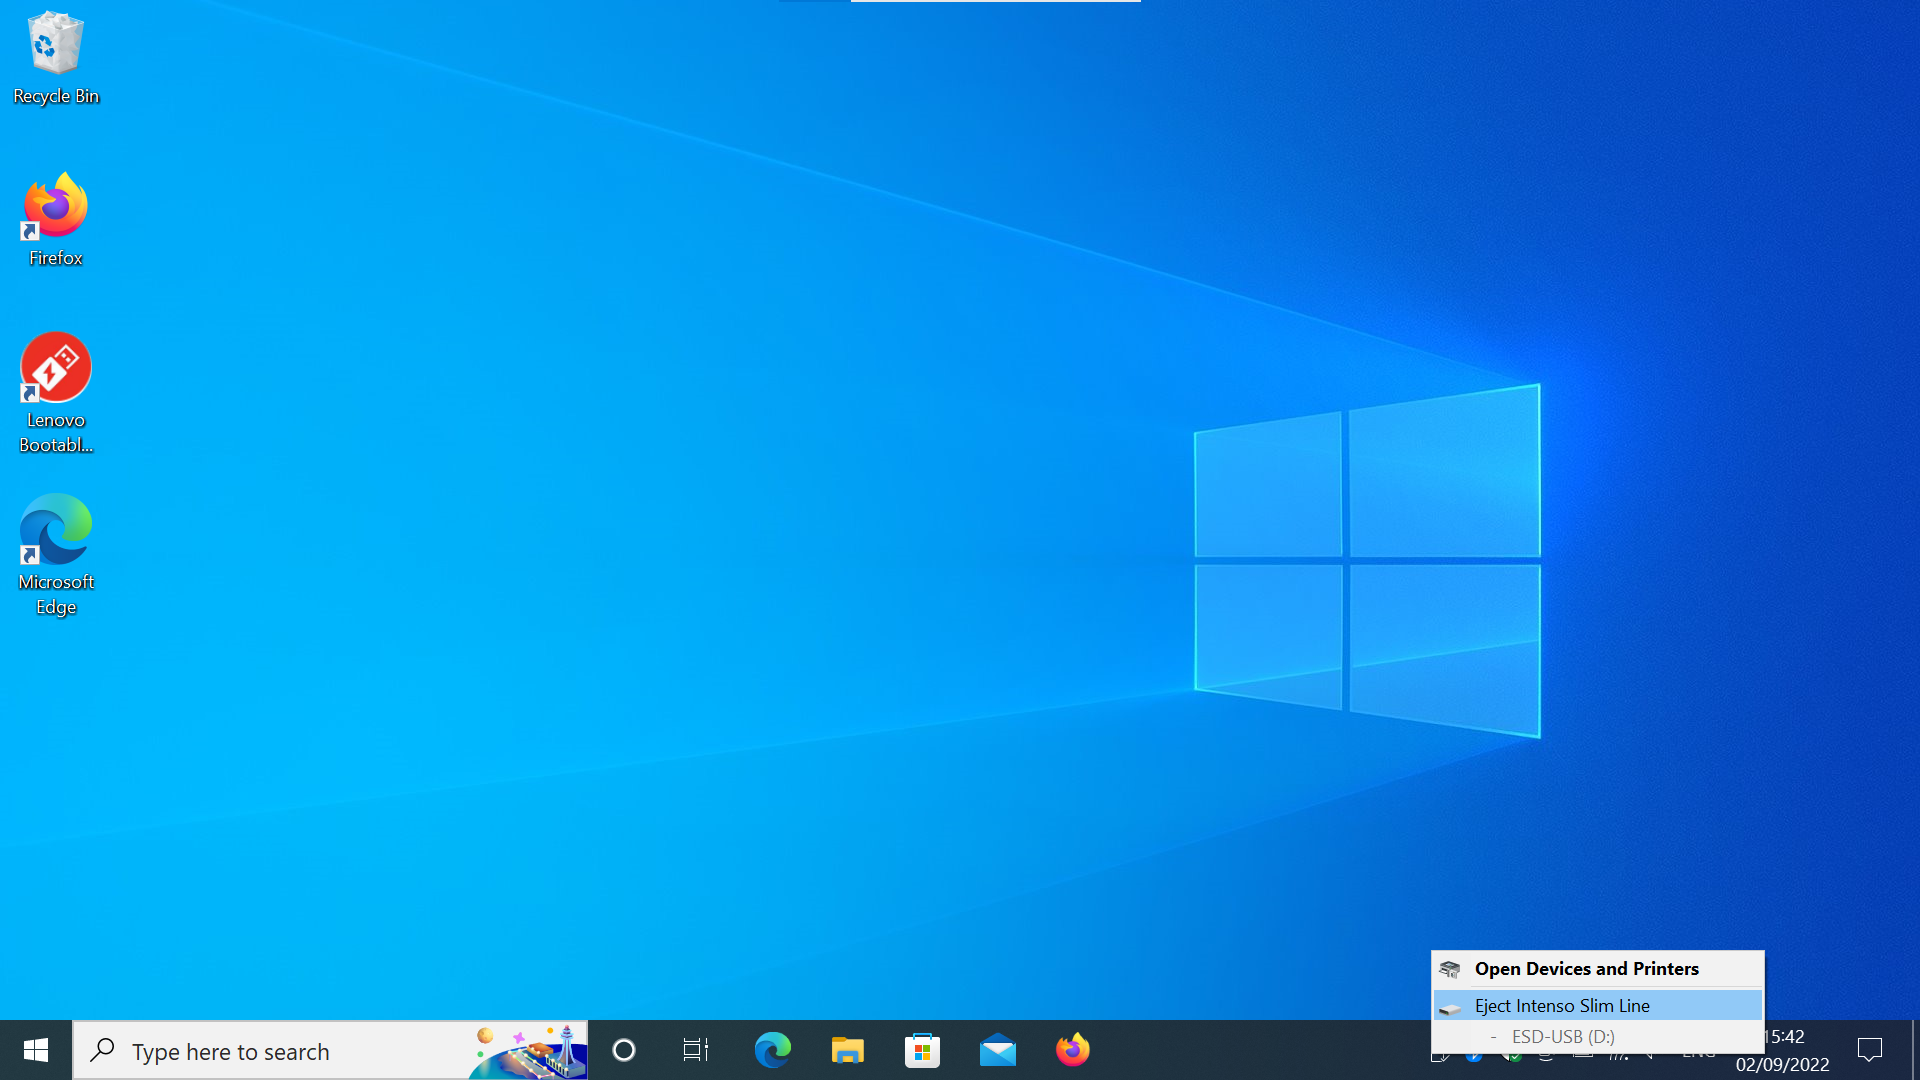 Recycle Bin
Firefox
Lenovo
Bootabl...
Microsoft
Edge
Open Devices and Printers
Eject Intenso Slim Line
- ESD-USB (D:)
Type here to search
5:42
02/09/2022